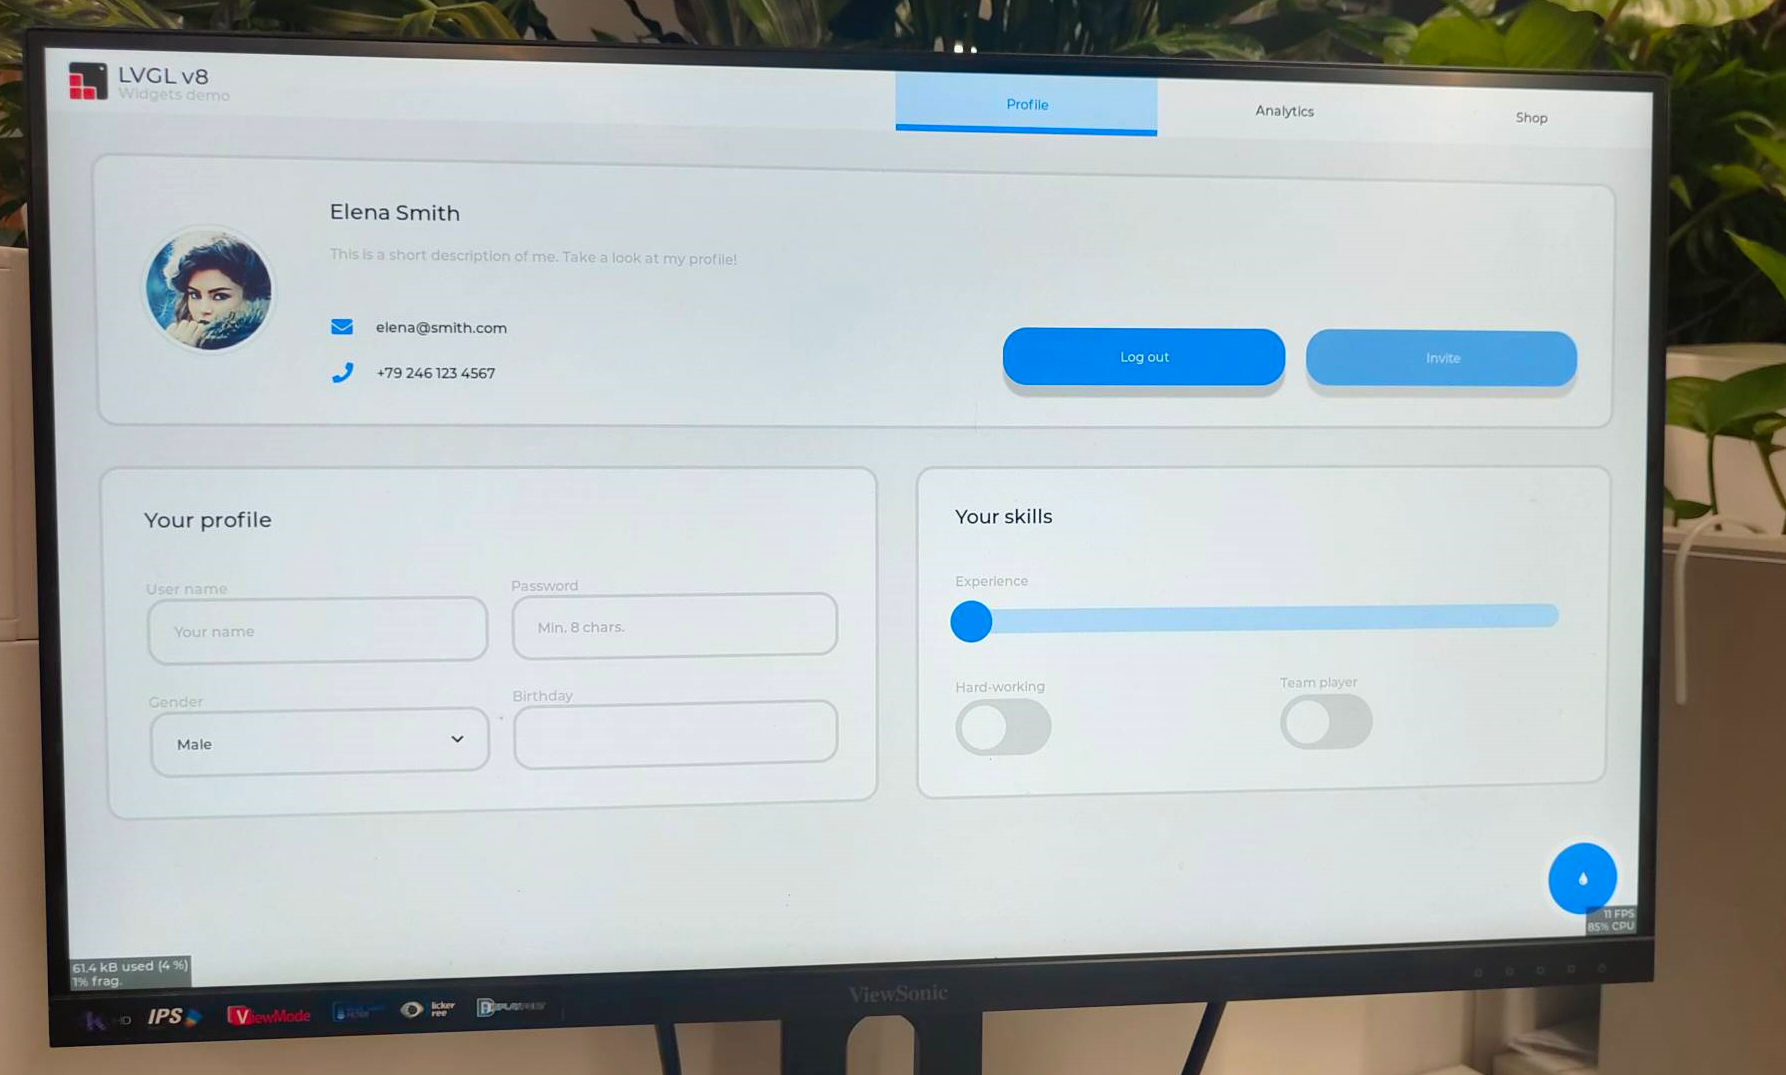 LVGL v8
Widgets demo
Profile
Analytics
Shop
Elena Smith
This is a short description of me. Take a look at my profile!
elena@smith.com
+79 246 123 4567
Log out
Invite
Your profile
User name
Your name
Password
Min. 8 chars.
Gender
Male
Birthday
Your skills
Experience
Hard-working
Team player
11 FPS
85% CPU
61.4 kB used (4 %)
1% frag.
ViewSonic
HD
IPS
ViewMode
licker
ree